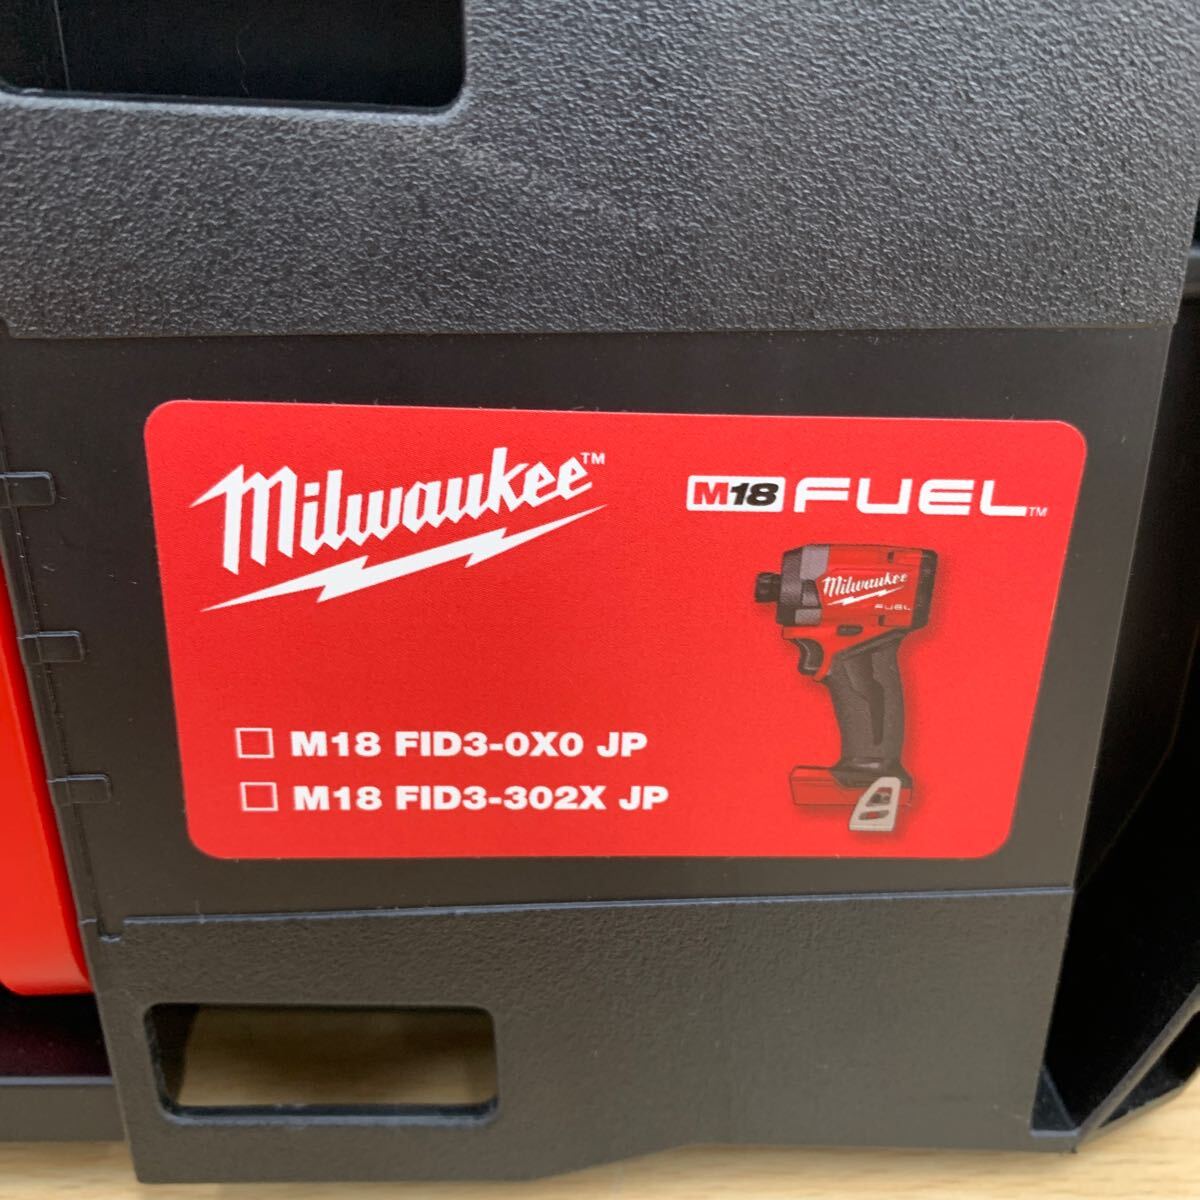 Milwaukee™
M18 FUEL™
Milwaukee
FUEL
☐ M18 FID3-0X0 JP
☐ M18 FID3-302X JP